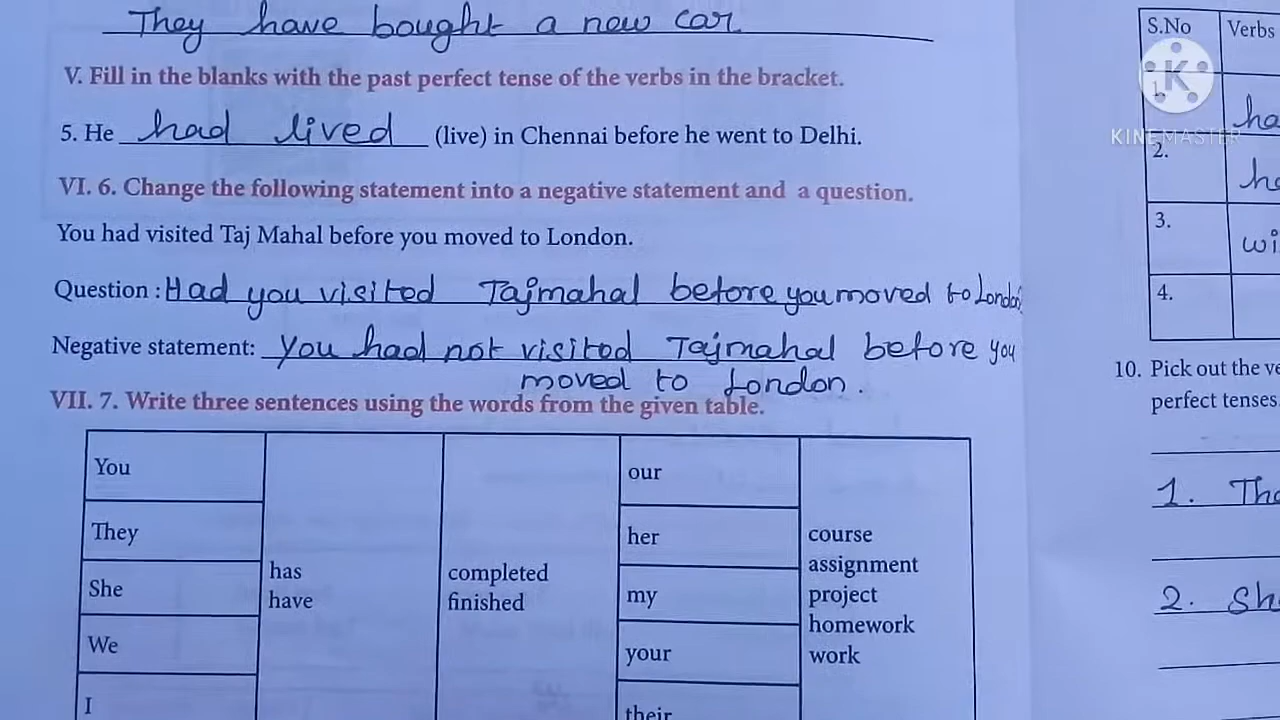 They have bought a new car
V. Fill in the blanks with the past perfect tense of the verbs in the bracket.
5. He had lived (live) in Chennai before he went to Delhi.
VI. 6. Change the following statement into a negative statement and a question.
You had visited Taj Mahal before you moved to London.
Question : Had you visited Tajmahal before you moved to London
Negative statement: You had not visited Tajmahal before you
moved to London.
VII. 7. Write three sentences using the words from the given table.
You
They
She
We
I
has
have
completed
finished
our
her
my
your
their
course
assignment
project
homework
work
S.No Verbs
1.
2.
3.
4.
K
KINEMASTER
10. Pick out the
perfect tenses.
1.
2.